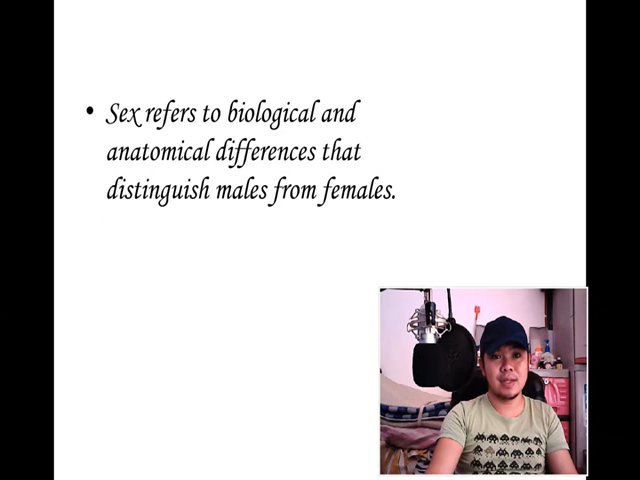 • Sex refers to biological and
anatomical differences that
distinguish males from females.